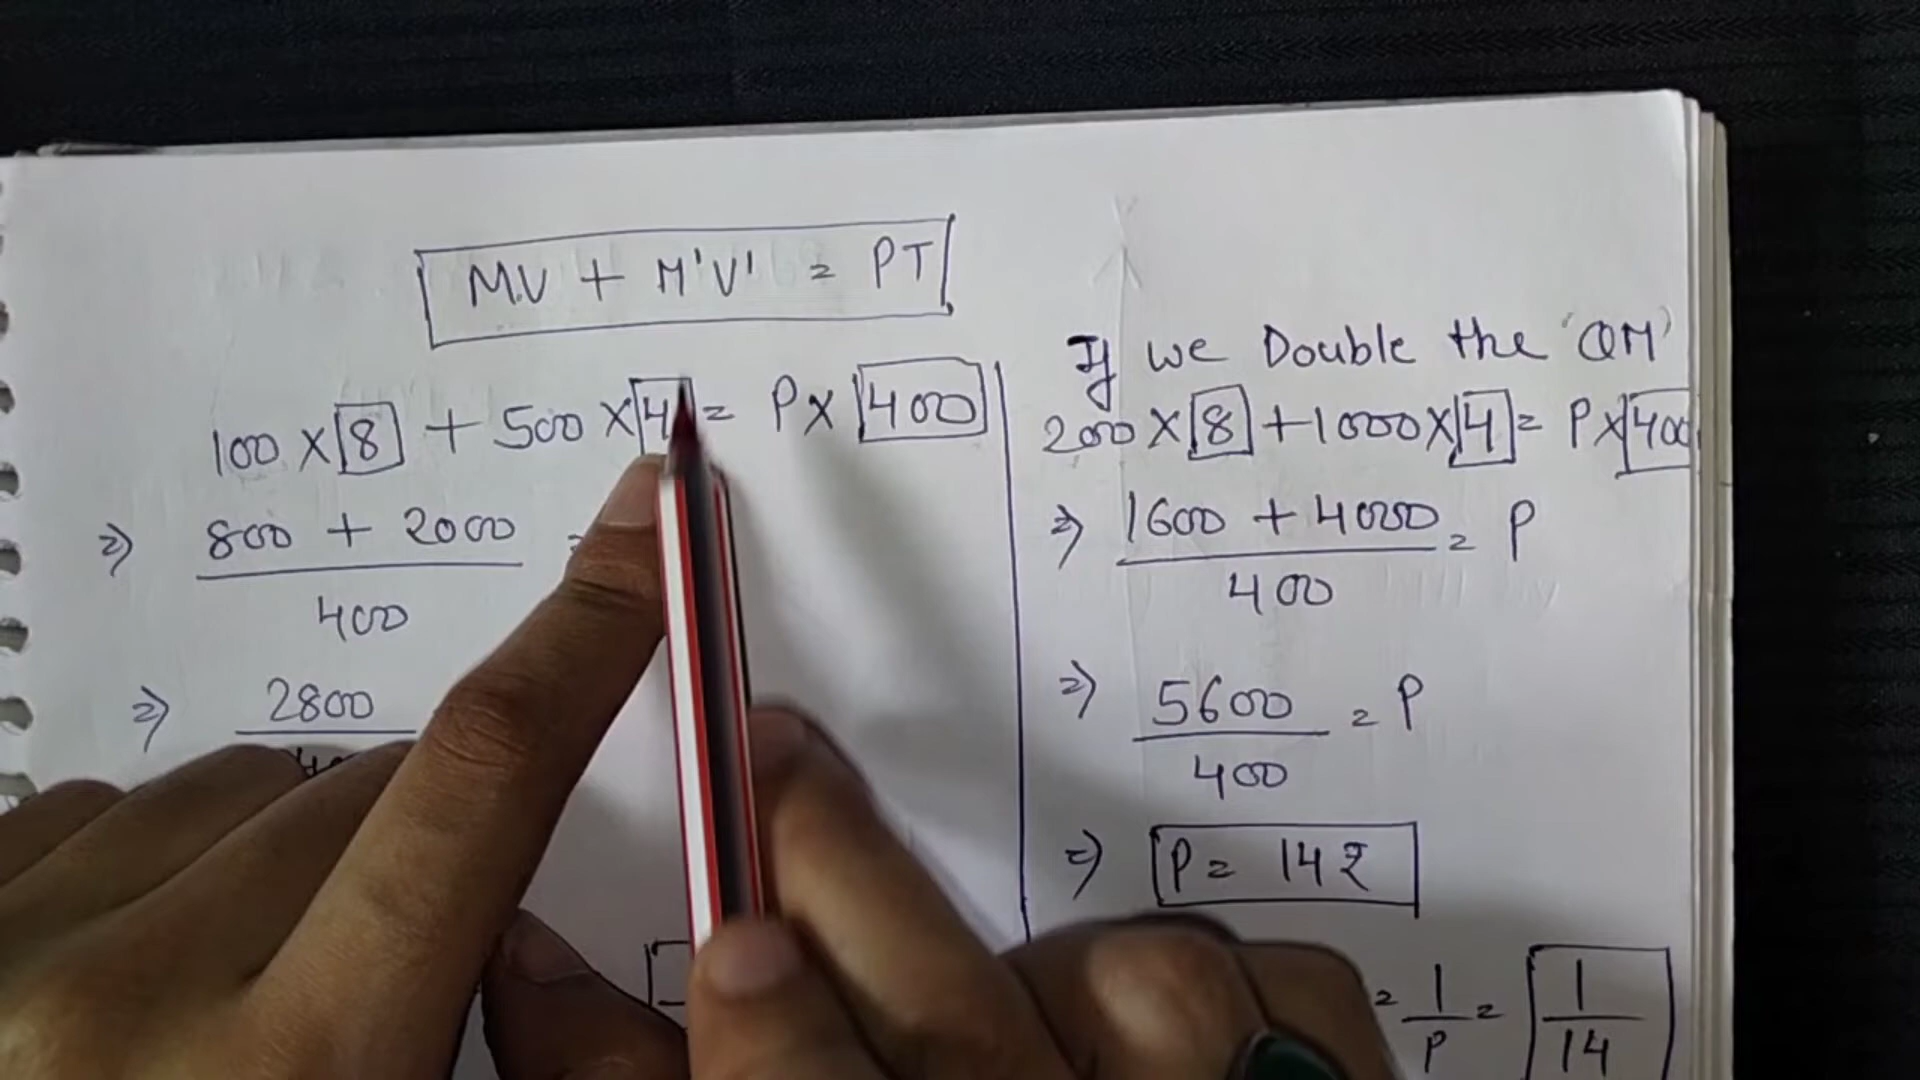 MV + M'V' = PT
100 × 8 + 500 × 4 = P × 400
⇒ 800 + 2000 =
400
⇒ 2800
If we Double the 'QM'
200 × 8 + 1000 × 4 = P × 400
⇒ 1600 + 4000 = P
400
⇒ 5600 = P
400
⇒ P = 14₹
= 1/P = 1/14